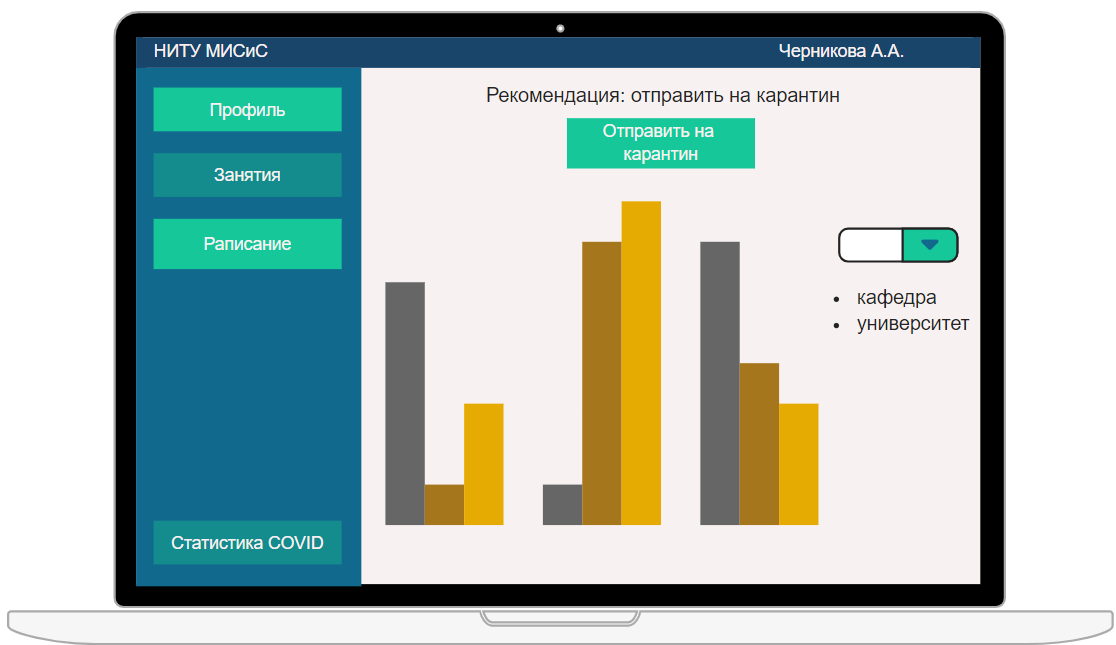 НИТУ МИСиС
Черникова А.А.
Профиль
Занятия
Раписание
Статистика COVID
Рекомендация: отправить на карантин
Отправить на
карантин
кафедра
университет